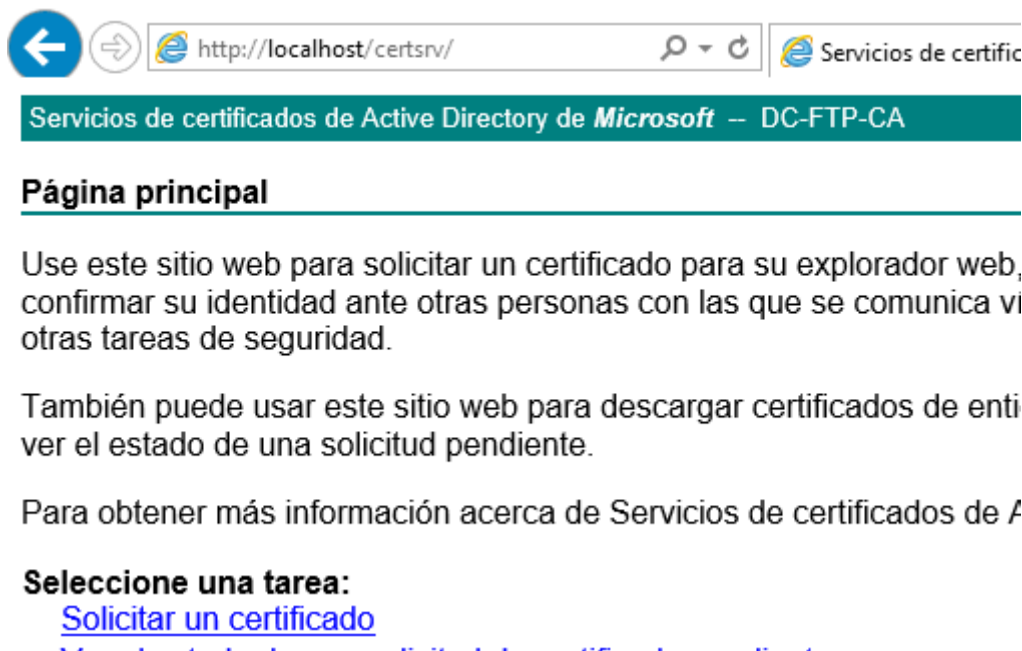 http://localhost/certsrv/
Servicios de certific
Servicios de certificados de Active Directory de Microsoft -- DC-FTP-CA
Página principal
Use este sitio web para solicitar un certificado para su explorador web,
confirmar su identidad ante otras personas con las que se comunica ví
otras tareas de seguridad.
También puede usar este sitio web para descargar certificados de enti
ver el estado de una solicitud pendiente.
Para obtener más información acerca de Servicios de certificados de A
Seleccione una tarea:
Solicitar un certificado